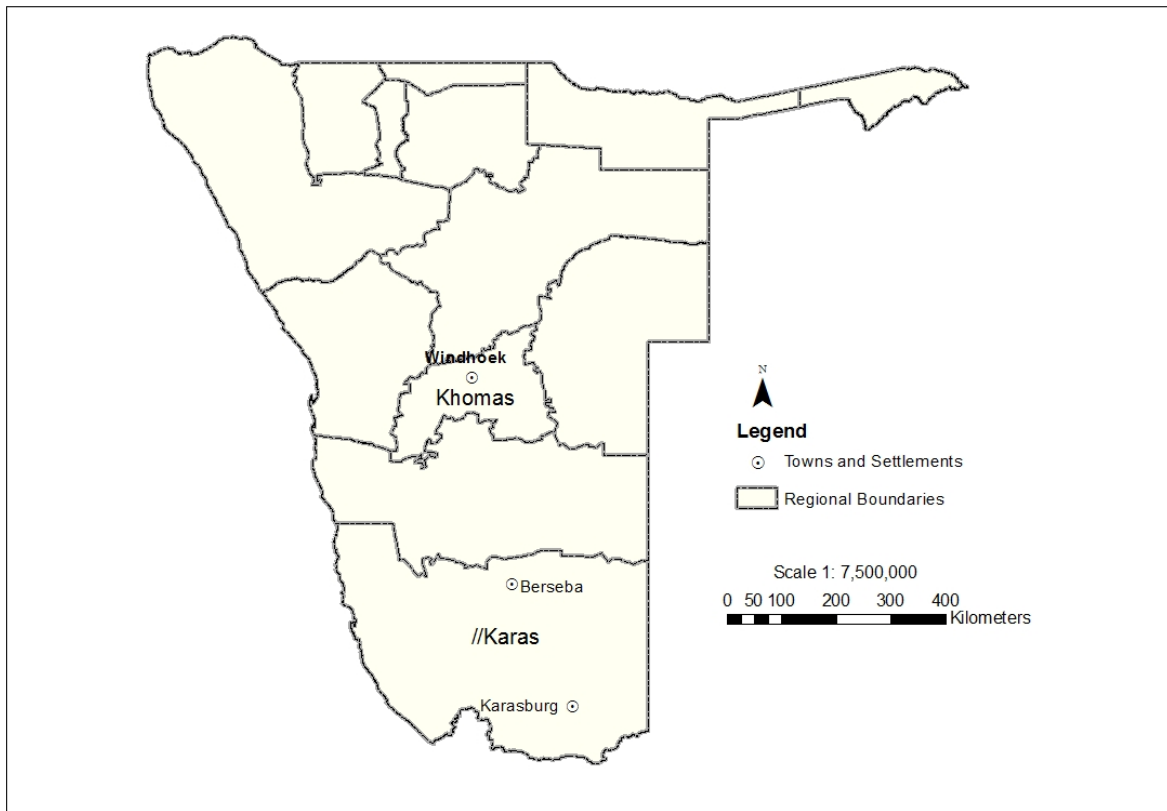 Windhoek
Khomas
N
Legend
Towns and Settlements
Regional Boundaries
Berseba
Scale 1: 7,500,000
0 50 100 200 300 400
Kilometers
//Karas
Karasburg